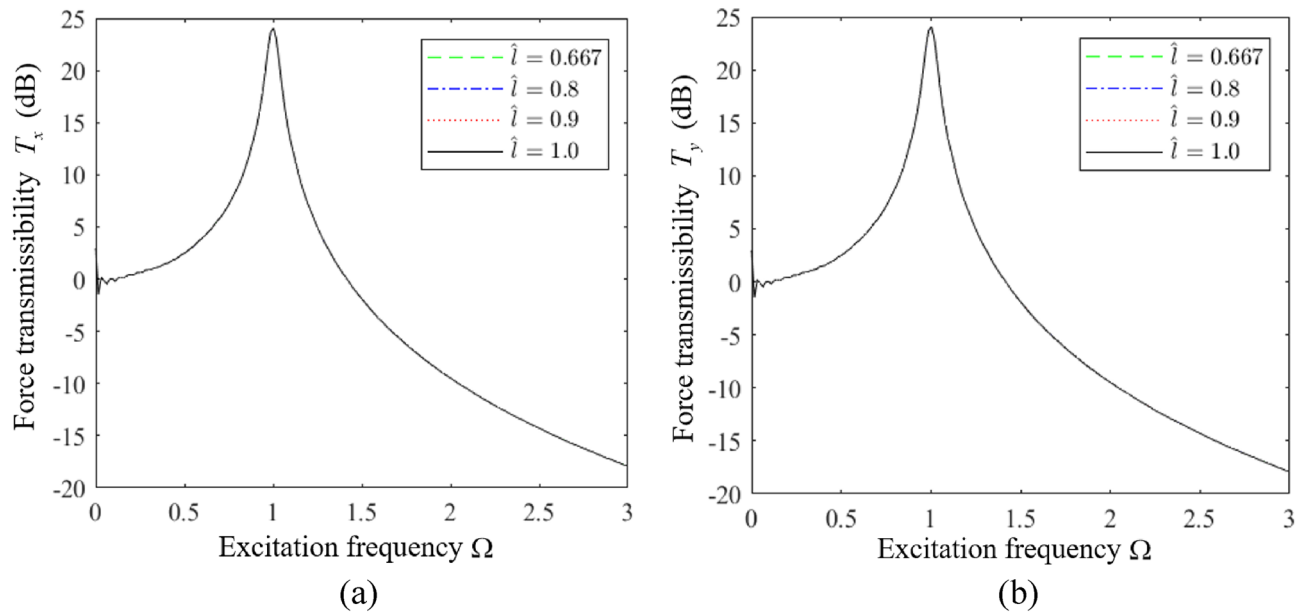 25
20
15
10
5
0
-5
-10
-15
-20
0 0.5 1 1.5 2 2.5 3
Force transmissibility T_x (dB)
Excitation frequency Ω
l̂ = 0.667
l̂ = 0.8
l̂ = 0.9
l̂ = 1.0
(a)
25
20
15
10
5
0
-5
-10
-15
-20
0 0.5 1 1.5 2 2.5 3
Force transmissibility T_y (dB)
Excitation frequency Ω
l̂ = 0.667
l̂ = 0.8
l̂ = 0.9
l̂ = 1.0
(b)